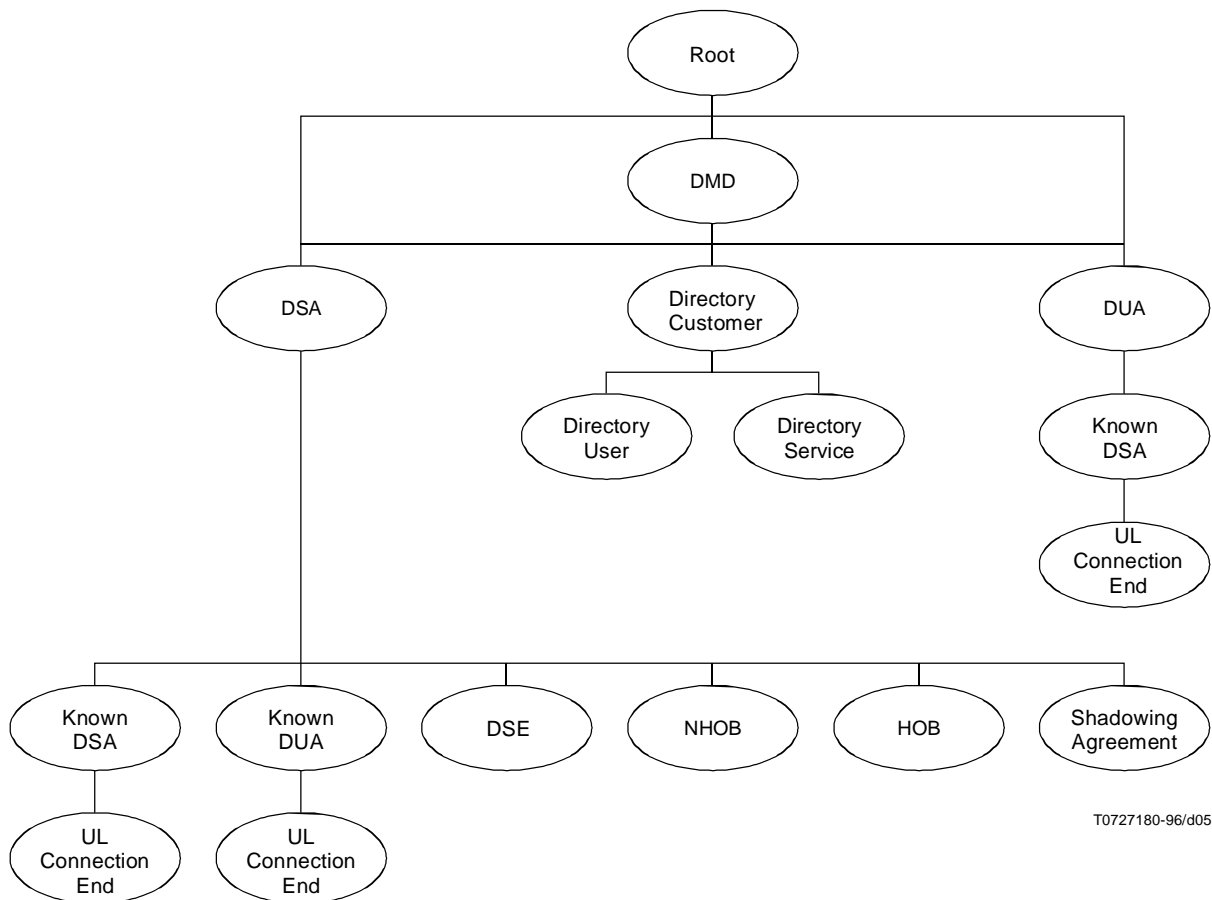 Root
DMD
DSA
Directory
Customer
DUA
Directory
User
Directory
Service
Known
DSA
UL
Connection
End
Known
DSA
Known
DUA
DSE
NHOB
HOB
Shadowing
Agreement
T0727180-96/d05
UL
Connection
End
UL
Connection
End